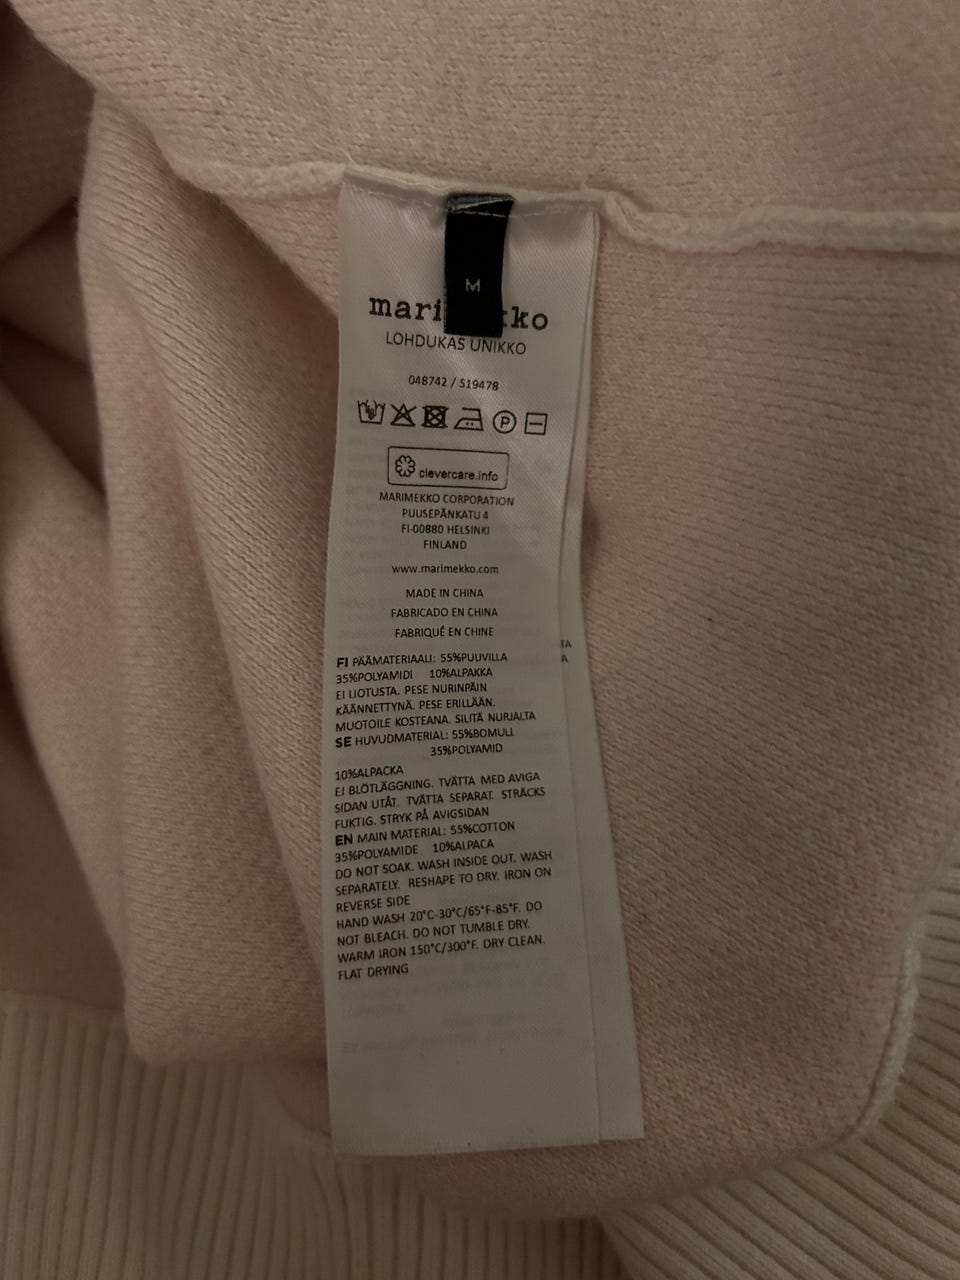 M
mari ko
LOHDUKAS UNIKKO
048742 / 519478
P
clevercare.info
MARIMEKKO CORPORATION
PUUSEPÄNKATU 4
FI-00880 HELSINKI
FINLAND
www.marimekko.com
MADE IN CHINA
FABRICADO EN CHINA
FABRIQUÉ EN CHINE
FI PÄÄMATERIAALI: 55%PUUVILLA
35%POLYAMIDI 10%ALPAKKA
EI LIOTUSTA. PESE NURINPÄIN
KÄÄNNETTYNÄ. PESE ERILLÄÄN.
MUOTOILE KOSTEANA. SILITÄ NURJALTA
SE HUVUDMATERIAL: 55%BOMULL
35%POLYAMID
10%ALPACKA
EJ BLÖTLÄGGNING. TVÄTTA MED AVIGA
SIDAN UTÅT. TVÄTTA SEPARAT. STRÄCKS
FUKTIG. STRYK PÅ AVIGSIDAN
EN MAIN MATERIAL: 55%COTTON
35%POLYAMIDE 10%ALPACA
DO NOT SOAK. WASH INSIDE OUT. WASH
SEPARATELY. RESHAPE TO DRY. IRON ON
REVERSE SIDE
HAND WASH 20°C-30°C/65°F-85°F. DO
NOT BLEACH. DO NOT TUMBLE DRY.
WARM IRON 150°C/300°F. DRY CLEAN.
FLAT DRYING
TA
A